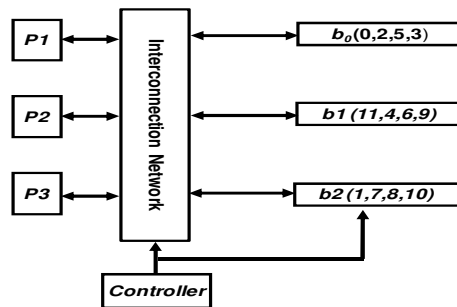 P1
b₀(0,2,5,3)
P2
Interconnection Network
b1(11,4,6,9)
P3
b2(1,7,8,10)
Controller